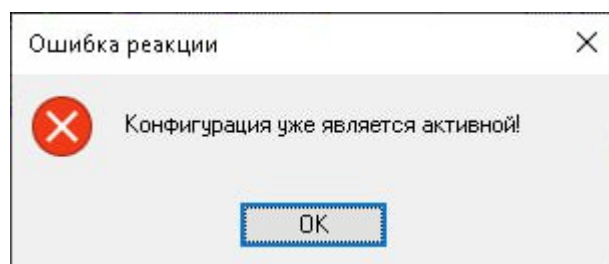 Ошибка реакции
Конфигурация уже является активной!
OK